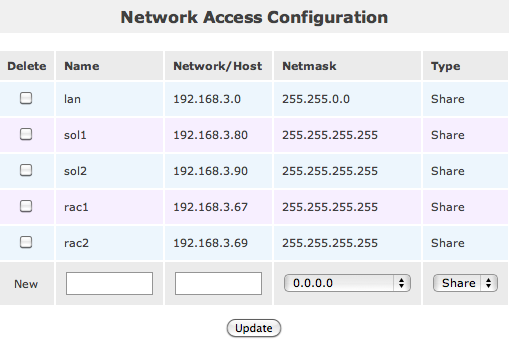 Network Access Configuration
Delete Name Network/Host Netmask Type
lan 192.168.3.0 255.255.0.0 Share
sol1 192.168.3.80 255.255.255.255 Share
sol2 192.168.3.90 255.255.255.255 Share
rac1 192.168.3.67 255.255.255.255 Share
rac2 192.168.3.69 255.255.255.255 Share
New 0.0.0.0 Share
Update